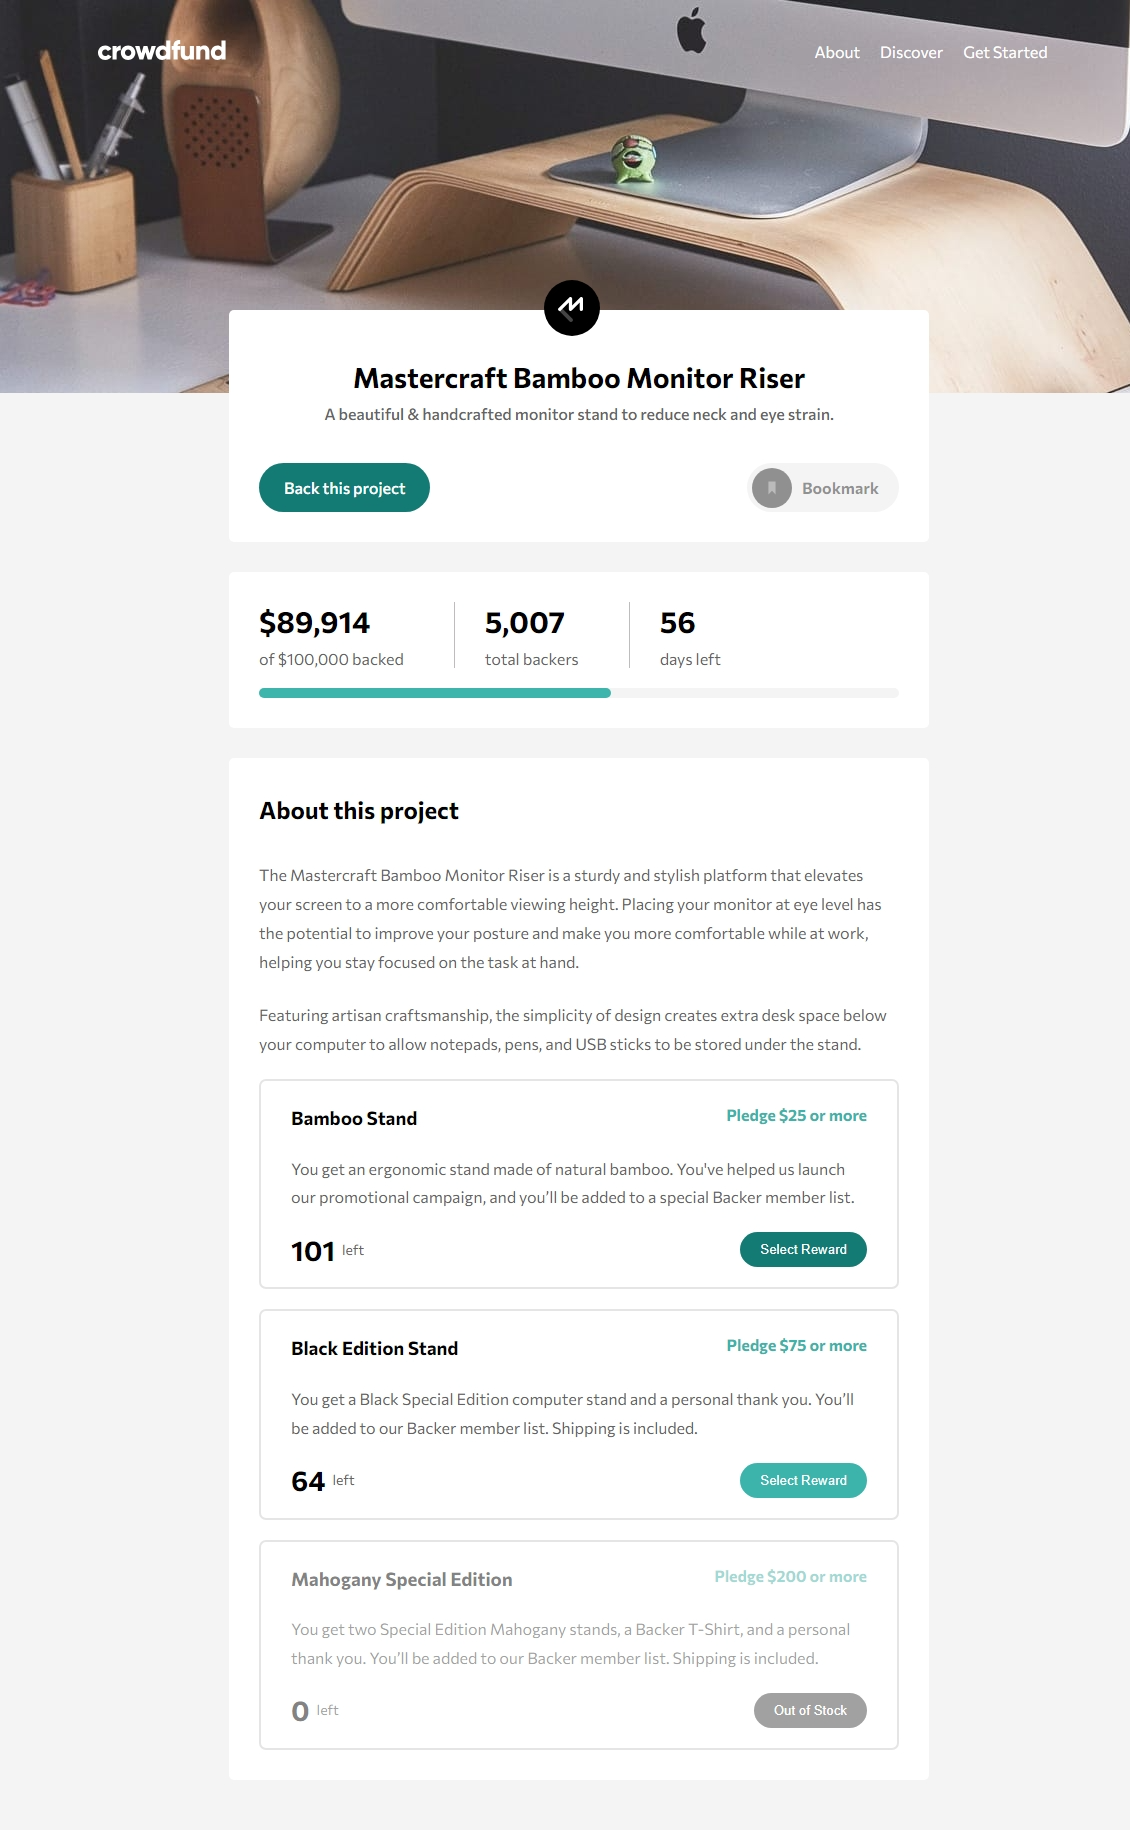 crowdfund
About Discover Get Started
Mastercraft Bamboo Monitor Riser
A beautiful & handcrafted monitor stand to reduce neck and eye strain.
Back this project
Bookmark
$89,914
of $100,000 backed
5,007
total backers
56
days left
About this project
The Mastercraft Bamboo Monitor Riser is a sturdy and stylish platform that elevates
your screen to a more comfortable viewing height. Placing your monitor at eye level has
the potential to improve your posture and make you more comfortable while at work,
helping you stay focused on the task at hand.
Featuring artisan craftsmanship, the simplicity of design creates extra desk space below
your computer to allow notepads, pens, and USB sticks to be stored under the stand.
Bamboo Stand
Pledge $25 or more
You get an ergonomic stand made of natural bamboo. You've helped us launch
our promotional campaign, and you’ll be added to a special Backer member list.
101 left
Select Reward
Black Edition Stand
Pledge $75 or more
You get a Black Special Edition computer stand and a personal thank you. You’ll
be added to our Backer member list. Shipping is included.
64 left
Select Reward
Mahogany Special Edition
Pledge $200 or more
You get two Special Edition Mahogany stands, a Backer T-Shirt, and a personal
thank you. You’ll be added to our Backer member list. Shipping is included.
0 left
Out of Stock